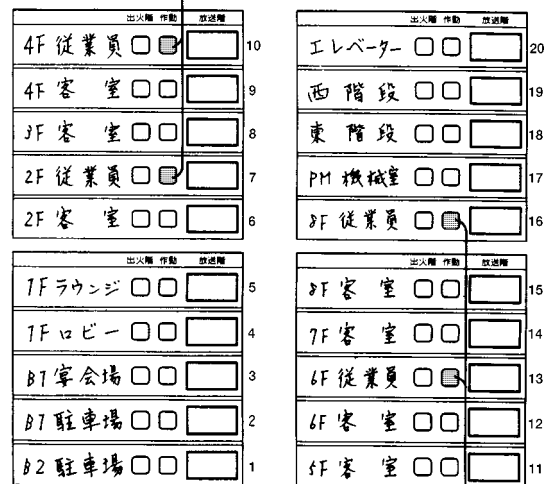 出火階 作動 放送階
4F 従業員 10
4F 客室 9
3F 客室 8
2F 従業員 7
2F 客室 6
出火階 作動 放送階
1F ラウンジ 5
1F ロビー 4
B1 宴会場 3
B1 駐車場 2
B2 駐車場 1
出火階 作動 放送階
エレベーター 20
西階段 19
東階段 18
PH 機械室 17
8F 従業員 16
出火階 作動 放送階
8F 客室 15
7F 客室 14
6F 従業員 13
6F 客室 12
5F 客室 11